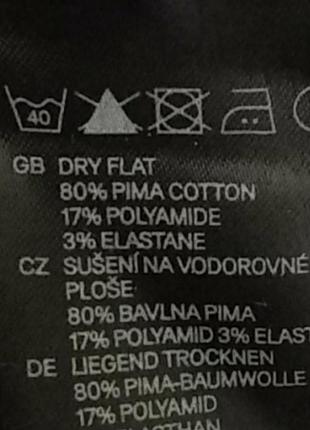 40
GB DRY FLAT
80% PIMA COTTON
17% POLYAMIDE
3% ELASTANE
CZ SUŠENÍ NA VODOROVNÉ
PLOŠE
80% BAVLNA PIMA
17% POLYAMID 3% ELAST
DE LIEGEND TROCKNEN
80% PIMA-BAUMWOLLE
17% POLYAMID
ELASTHAN